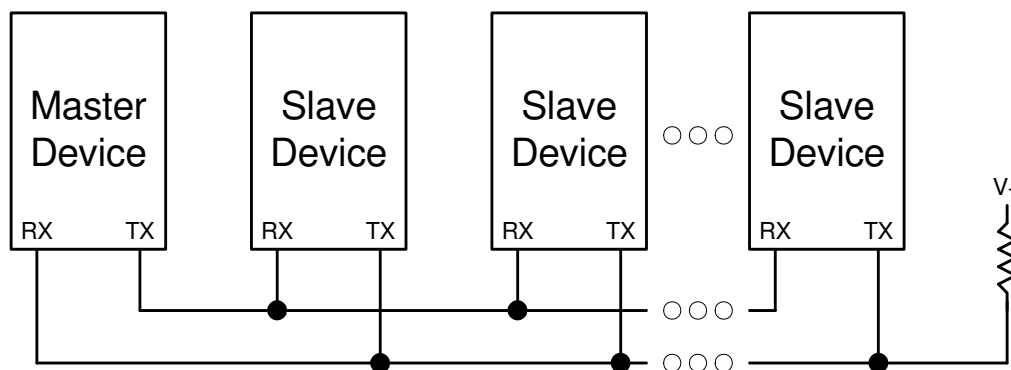 Master
Device
RX TX
Slave
Device
RX TX
Slave
Device
RX TX
Slave
Device
RX TX